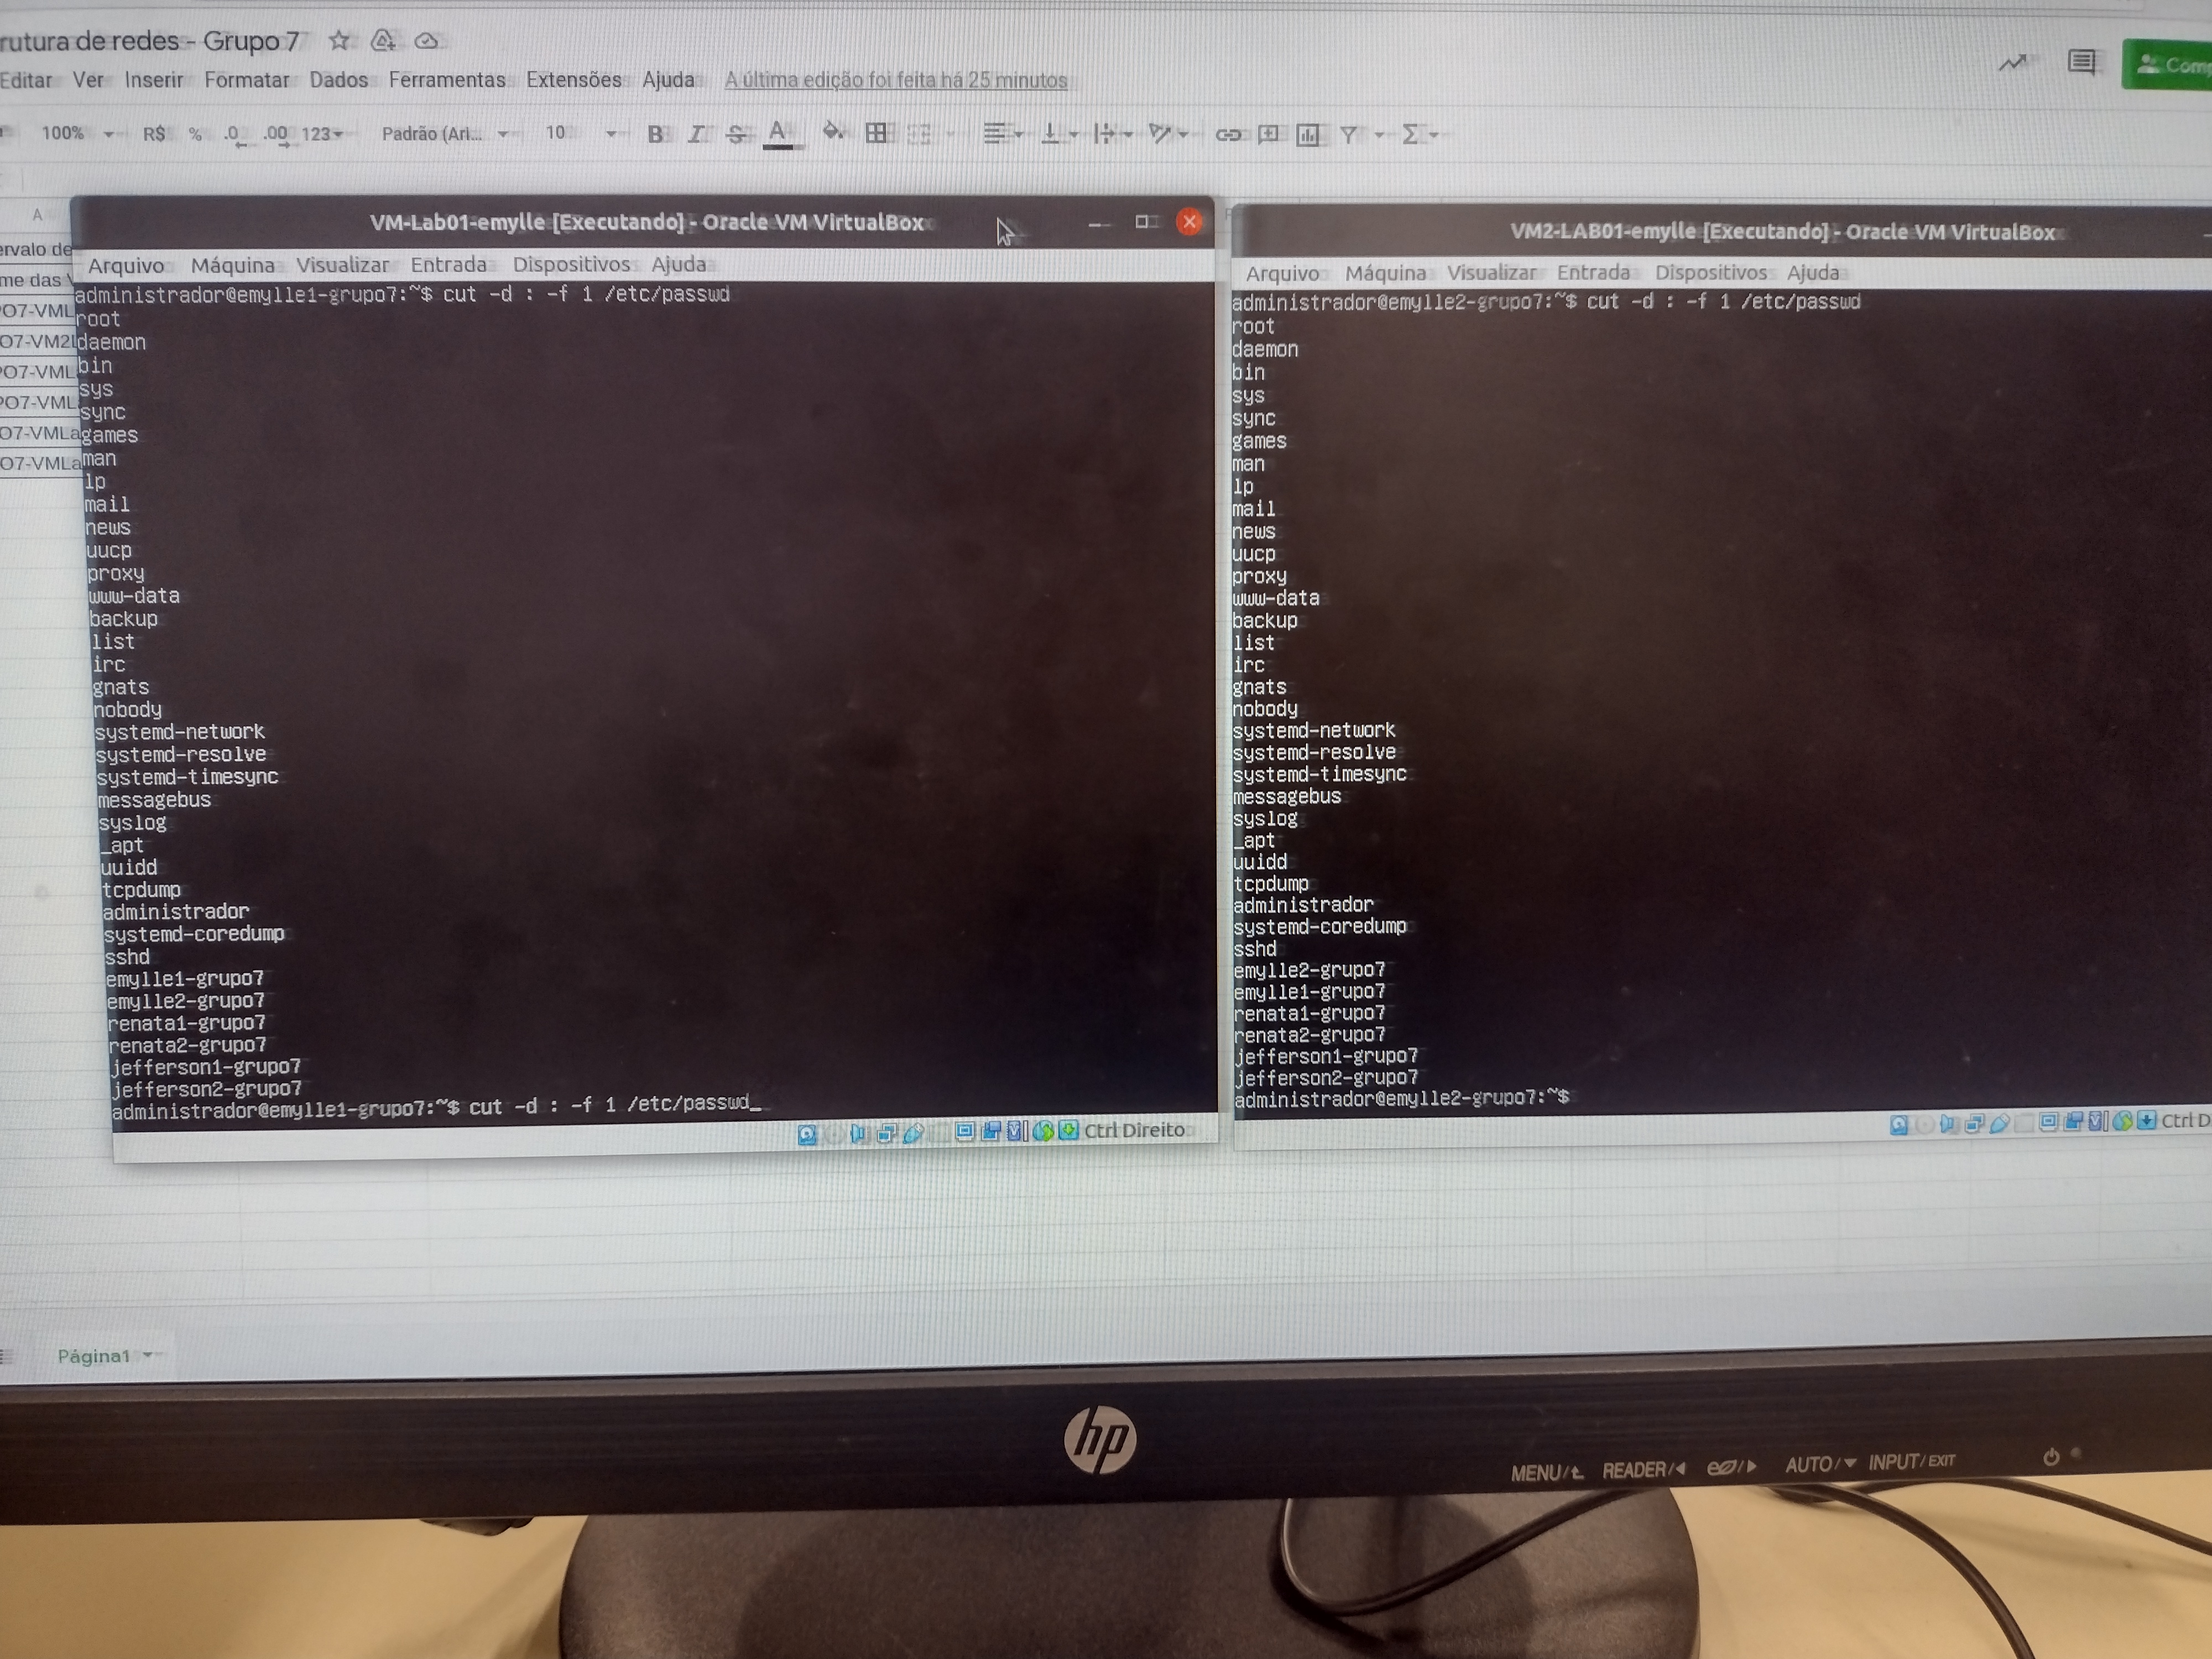 rutura de redes - Grupo 7
Editar Ver Inserir Formatar Dados Ferramentas Extensões Ajuda A última edição foi feita há 25 minutos
Comp
100% R$ % .0 .00 123 Padrão (Ari... 10 B I S A
A
ervalo de
me das V
PO7-VML
O7-VM2L
PO7-VML
PO7-VML
O7-VMLa
O7-VMLa
VM-Lab01-emylle [Executando] - Oracle VM VirtualBox
Arquivo Máquina Visualizar Entrada Dispositivos Ajuda
administrador@emylle1-grupo7:~$ cut -d : -f 1 /etc/passwd
root
daemon
bin
sys
sync
games
man
lp
mail
news
uucp
proxy
www-data
backup
list
irc
gnats
nobody
systemd-network
systemd-resolve
systemd-timesync
messagebus
syslog
_apt
uuidd
tcpdump
administrador
systemd-coredump
sshd
emylle1-grupo7
emylle2-grupo7
renata1-grupo7
renata2-grupo7
jefferson1-grupo7
jefferson2-grupo7
administrador@emylle1-grupo7:~$ cut -d : -f 1 /etc/passwd_
Ctrl Direito
VM2-LAB01-emylle [Executando] - Oracle VM VirtualBox
Arquivo Máquina Visualizar Entrada Dispositivos Ajuda
administrador@emylle2-grupo7:~$ cut -d : -f 1 /etc/passwd
root
daemon
bin
sys
sync
games
man
lp
mail
news
uucp
proxy
www-data
backup
list
irc
gnats
nobody
systemd-network
systemd-resolve
systemd-timesync
messagebus
syslog
_apt
uuidd
tcpdump
administrador
systemd-coredump
sshd
emylle2-grupo7
emylle1-grupo7
renata1-grupo7
renata2-grupo7
jefferson1-grupo7
jefferson2-grupo7
administrador@emylle2-grupo7:~$
Ctrl D
Página1
hp
MENU/ READER/ / AUTO/ INPUT/EXIT